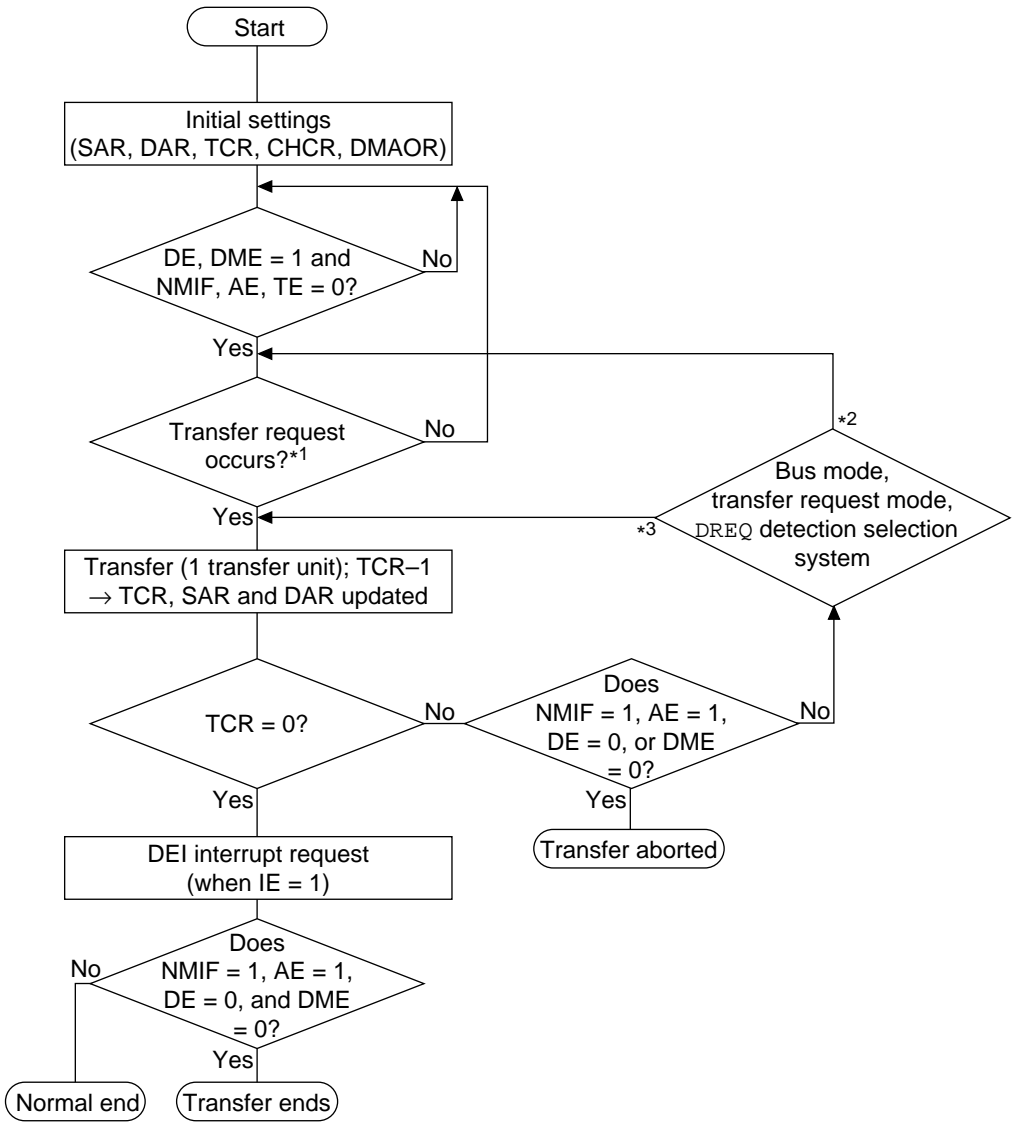 Start
Initial settings
(SAR, DAR, TCR, CHCR, DMAOR)
DE, DME = 1 and
NMIF, AE, TE = 0?
No
Yes
Transfer request
occurs?*1
No
*2
Bus mode,
transfer request mode,
DREQ detection selection
system
Yes
*3
Transfer (1 transfer unit); TCR–1
→ TCR, SAR and DAR updated
TCR = 0?
No
Does
NMIF = 1, AE = 1,
DE = 0, or DME
= 0?
No
Yes
Yes
Transfer aborted
DEI interrupt request
(when IE = 1)
Does
NMIF = 1, AE = 1,
DE = 0, and DME
= 0?
No
Yes
Normal end
Transfer ends